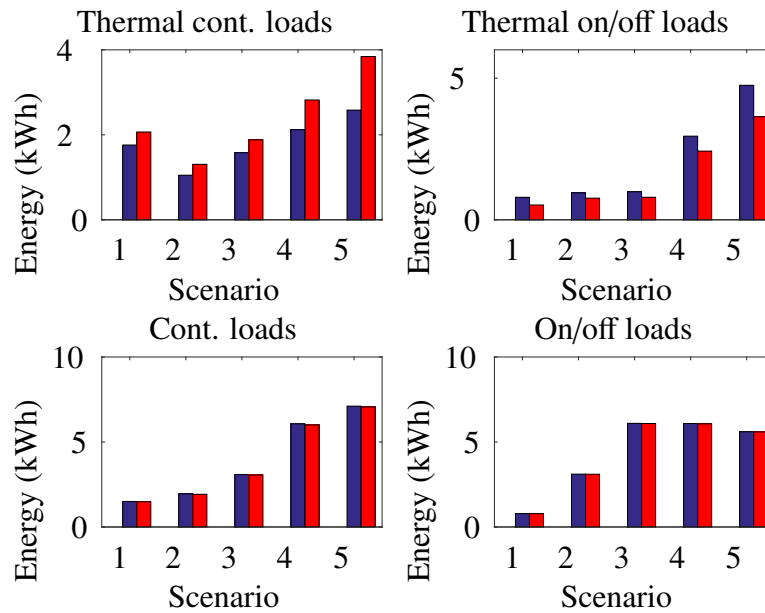 Thermal cont. loads
Energy (kWh)
4
2
0
1 2 3 4 5
Scenario
Thermal on/off loads
Energy (kWh)
5
0
1 2 3 4 5
Scenario
Cont. loads
Energy (kWh)
10
5
0
1 2 3 4 5
Scenario
On/off loads
Energy (kWh)
10
5
0
1 2 3 4 5
Scenario